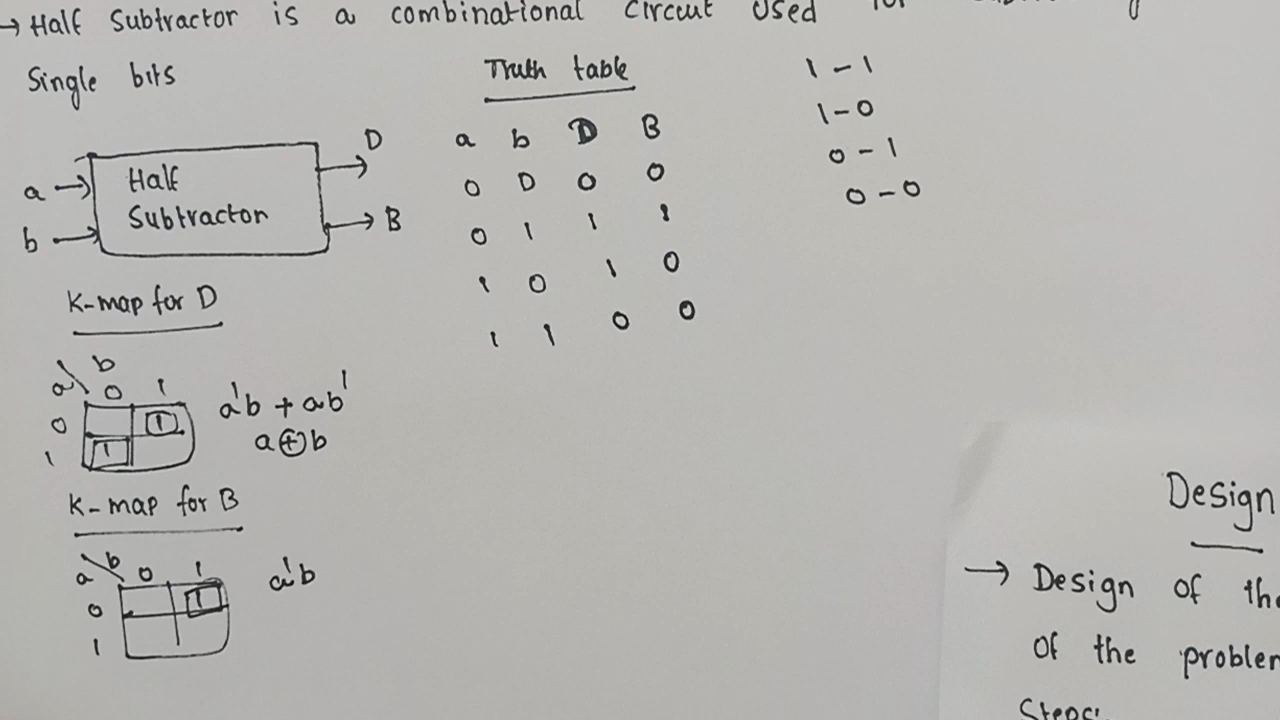 → Half Subtractor is a combinational Circuit Used for
Single bits
a → Half Subtractor → D
b → → B
Truth table
a b D B
0 0 0 0
0 1 1 1
1 0 1 0
1 1 0 0
1 - 1
1 - 0
0 - 1
0 - 0
K-map for D
a \ b 0 1
0 1
1 1
a'b + ab'
a ⊕ b
K-map for B
a \ b 0 1
0 1
1
a'b
Design
→ Design of the
of the problem
Steps: